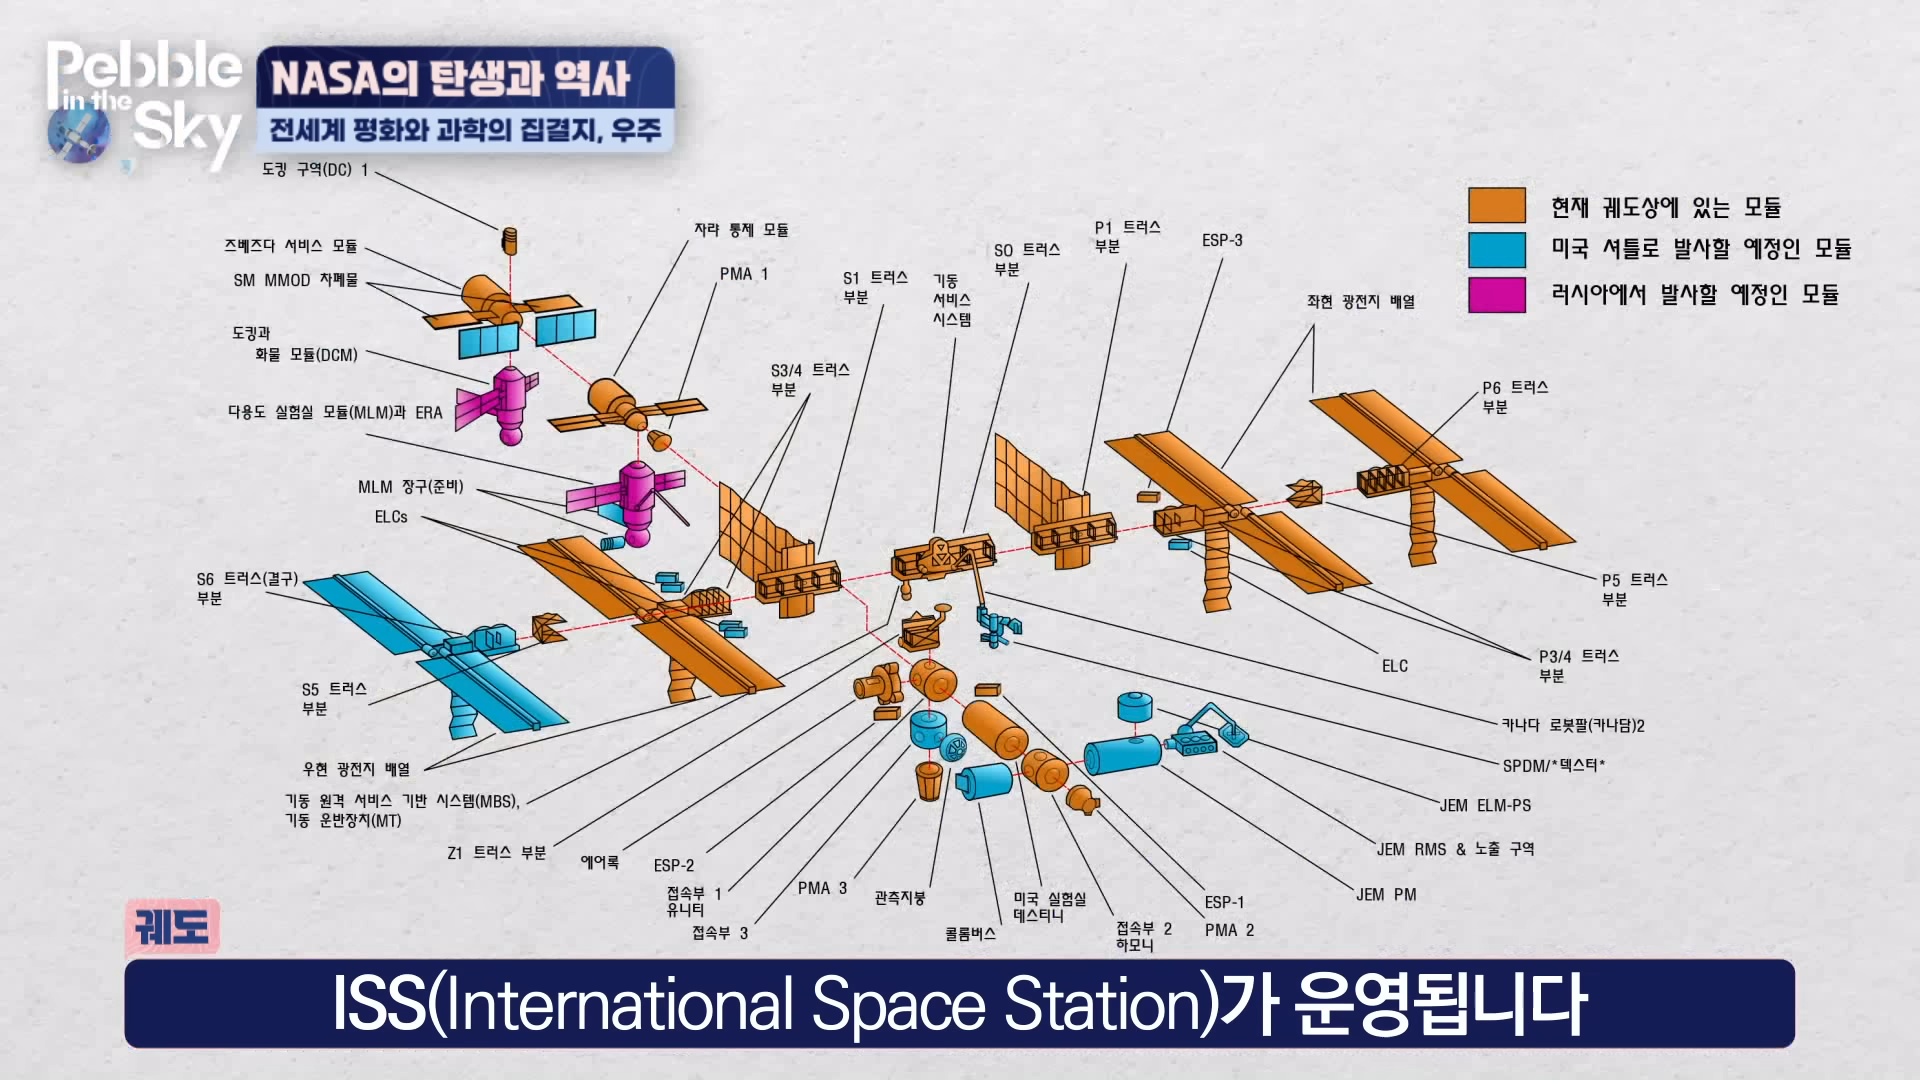 Pebble
in the
Sky
NASA의 탄생과 역사
전세계 평화와 과학의 집결지, 우주
도킹 구역(DC) 1
즈베즈다 서비스 모듈
SM MMOD 차폐물
도킹과
화물 모듈(DCM)
다용도 실험실 모듈(MLM)과 ERA
MLM 장구(준비)
ELCs
S6 트러스(결구)
부분
S5 트러스
부분
우현 광전지 배열
기동 원격 서비스 기반 시스템(MBS),
기동 운반장치(MT)
Z1 트러스 부분
에어록
ESP-2
접속부 1
유니티
접속부 3
PMA 3
관측지붕
콜룸버스
미국 실험실
데스티니
접속부 2
하모니
ESP-1
PMA 2
JEM PM
JEM RMS & 노출 구역
JEM ELM-PS
SPDM/*덱스터*
카나다 로봇팔(카나담)2
P3/4 트러스
부분
ELC
P5 트러스
부분
P6 트러스
부분
좌현 광전지 배열
ESP-3
P1 트러스
부분
SO 트러스
부분
기동
서비스
시스템
S1 트러스
부분
S3/4 트러스
부분
PMA 1
자랴 통제 모듈
현재 궤도상에 있는 모듈
미국 셔틀로 발사할 예정인 모듈
러시아에서 발사할 예정인 모듈
궤도
ISS(International Space Station)가 운영됩니다